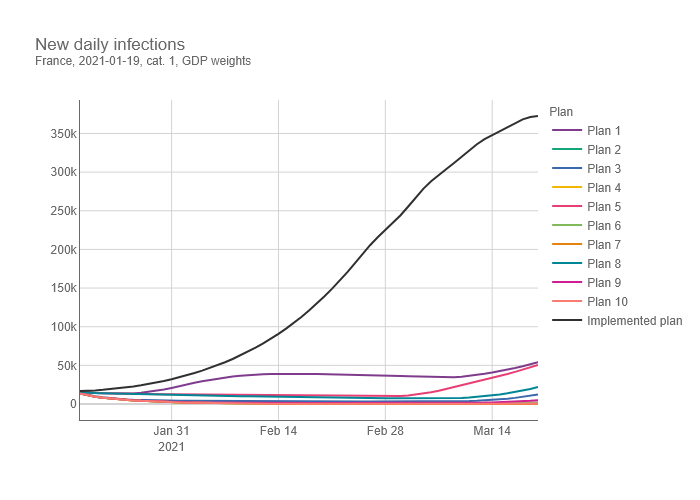 New daily infections
France, 2021-01-19, cat. 1, GDP weights
Plan
350k
300k
250k
200k
150k
100k
50k
0
Jan 31
2021
Feb 14
Feb 28
Mar 14
Plan 1
Plan 2
Plan 3
Plan 4
Plan 5
Plan 6
Plan 7
Plan 8
Plan 9
Plan 10
Implemented plan